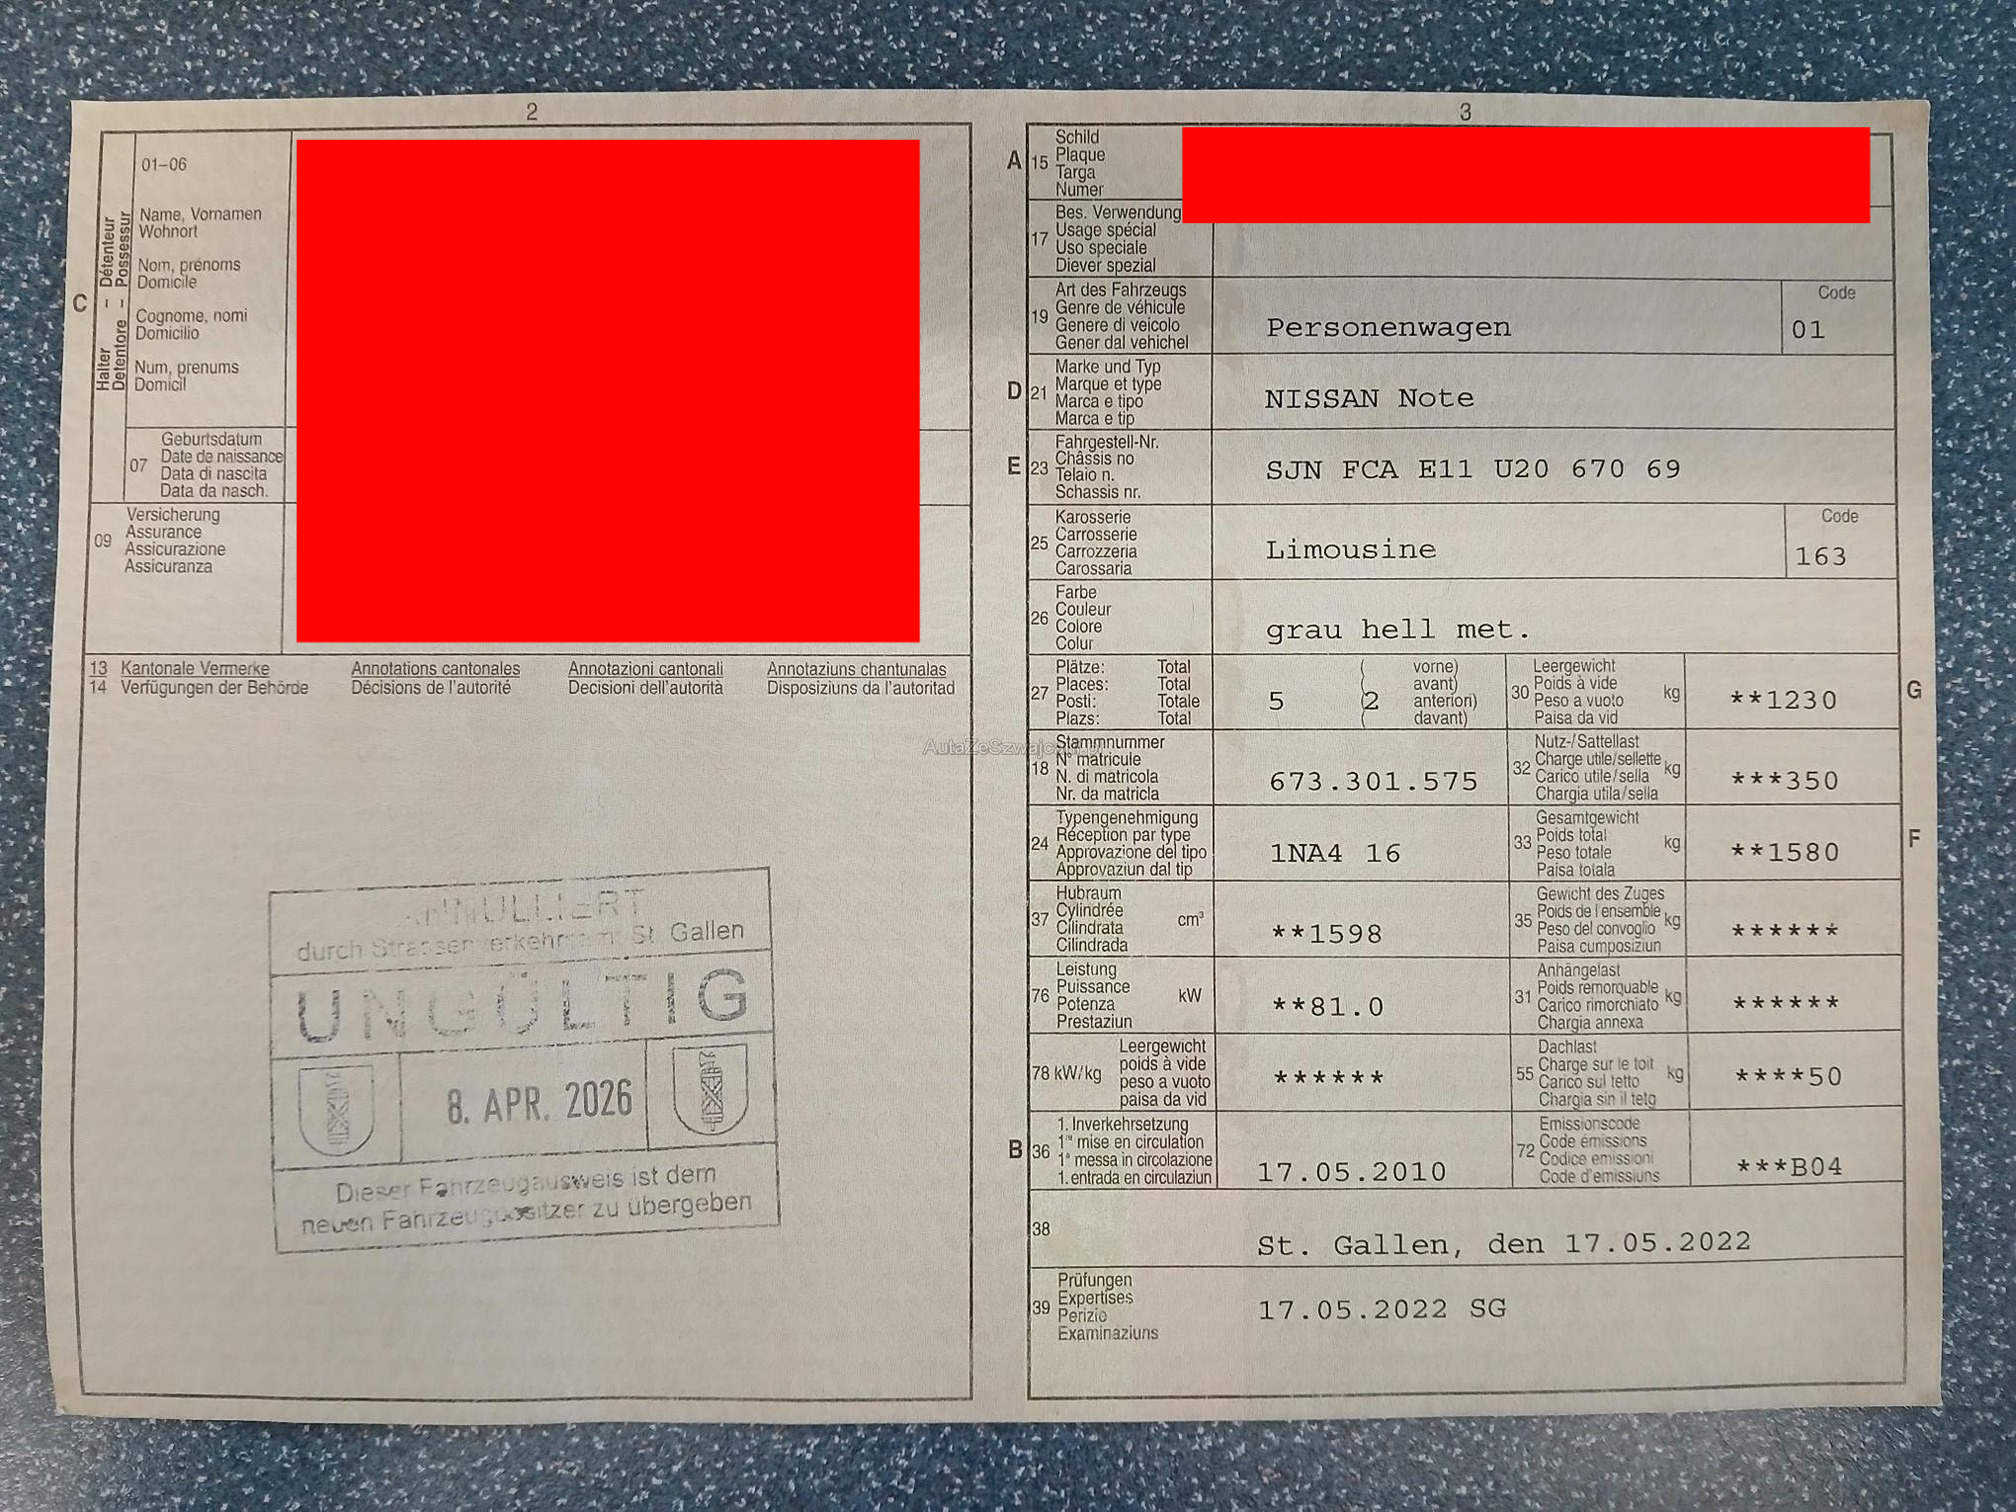 2
C
Halter – Détenteur
Detentore – Possessur
01–06
Name, Vornamen
Wohnort
Nom, prénoms
Domicile
Cognome, nomi
Domicilio
Num, prenums
Domicil
07
Geburtsdatum
Date de naissance
Data di nascita
Data da nasch.
09
Versicherung
Assurance
Assicurazione
Assicuranza
13 Kantonale Vermerke Annotations cantonales Annotazioni cantonali Annotaziuns chantunalas
14 Verfügungen der Behörde Décisions de l'autorité Decisioni dell'autorità Disposiziuns da l'autoritad
ANNULLIERT
durch Strassenverkehrsamt St. Gallen
UNGÜLTIG
8. APR. 2026
Dieser Fahrzeugausweis ist dem
neuen Fahrzeugbesitzer zu übergeben
3
A 15
Schild
Plaque
Targa
Numer
17
Bes. Verwendung
Usage spécial
Uso speciale
Diever spezial
19
Art des Fahrzeugs
Genre de véhicule
Genere di veicolo
Gener dal vehichel
Personenwagen
Code
01
D 21
Marke und Typ
Marque et type
Marca e tipo
Marca e tip
NISSAN Note
E 23
Fahrgestell-Nr.
Châssis no
Telaio n.
Schassis nr.
SJN FCA E11 U20 670 69
25
Karosserie
Carrosserie
Carrozzeria
Carossaria
Limousine
Code
163
26
Farbe
Couleur
Colore
Colur
grau hell met.
27
Plätze: Total
Places: Total
Posti: Totale
Plazs: Total
5 (2
vorne)
avant)
anteriori)
davant)
30
Leergewicht
Poids à vide
Peso a vuoto
Paisa da vid
kg
**1230
G
18
Stammnummer
N° matricule
N. di matricola
Nr. da matricla
673.301.575
32
Nutz-/Sattellast
Charge utile/sellette
Carico utile/sella
Chargia utila/sella
kg
***350
24
Typengenehmigung
Réception par type
Approvazione del tipo
Approvaziun dal tip
1NA4 16
33
Gesamtgewicht
Poids total
Peso totale
Paisa totala
kg
**1580
F
37
Hubraum
Cylindrée
Cilindrata
Cilindrada
cm³
**1598
35
Gewicht des Zuges
Poids de l'ensemble
Peso del convoglio
Paisa cumposiziun
kg
******
76
Leistung
Puissance
Potenza
Prestaziun
kW
**81.0
31
Anhängelast
Poids remorquable
Carico rimorchiato
Chargia annexa
kg
******
78 kW/kg
Leergewicht
poids à vide
peso a vuoto
paisa da vid
******
55
Dachlast
Charge sur le toit
Carico sul tetto
Chargia sin il tetg
kg
****50
B 36
1. Inverkehrsetzung
1re mise en circulation
1a messa in circolazione
1. entrada en circulaziun
17.05.2010
72
Emissionscode
Code émissions
Codice emissioni
Code d'emissiuns
***B04
38
St. Gallen, den 17.05.2022
39
Prüfungen
Expertises
Perizie
Examinaziuns
17.05.2022 SG